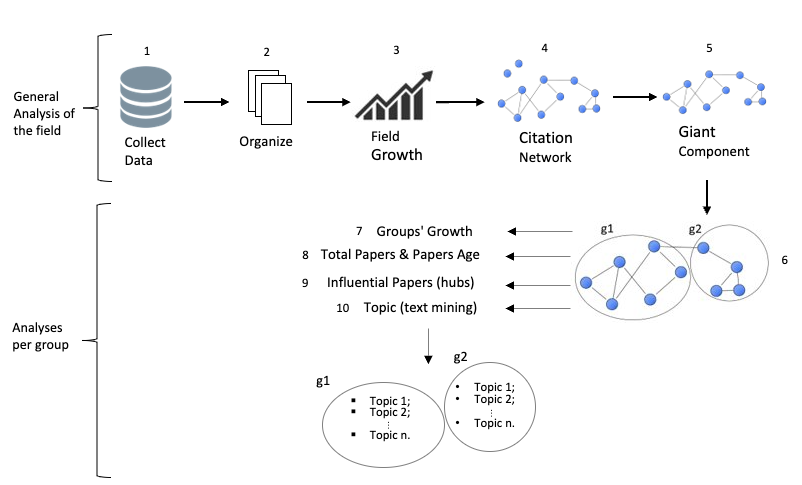 1
2
3
4
5
General
Analysis of
the field
Collect
Data
Organize
Field
Growth
Citation
Network
Giant
Component
7 Groups' Growth
8 Total Papers & Papers Age
9 Influential Papers (hubs)
10 Topic (text mining)
g1
g2
6
Analyses
per group
g1
Topic 1;
Topic 2;
Topic n.
g2
Topic 1;
Topic 2;
Topic n.